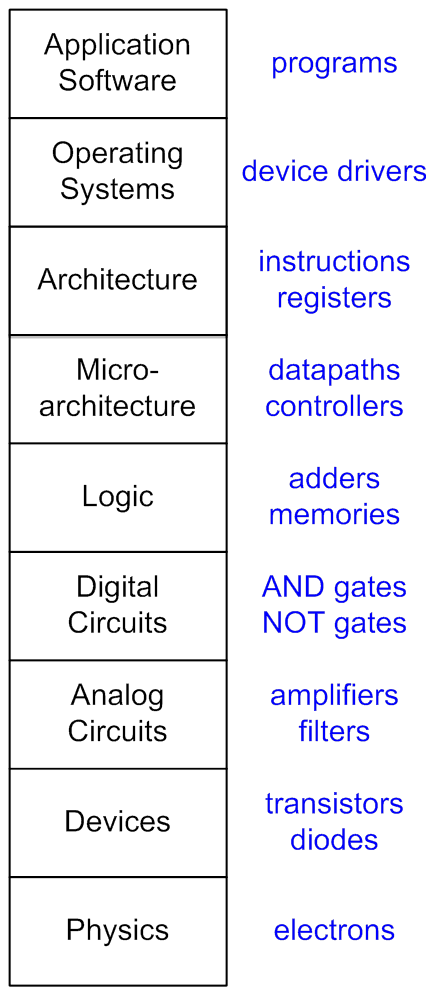 Application
Software
programs
Operating
Systems
device drivers
Architecture
instructions
registers
Micro-
architecture
datapaths
controllers
Logic
adders
memories
Digital
Circuits
AND gates
NOT gates
Analog
Circuits
amplifiers
filters
Devices
transistors
diodes
Physics
electrons